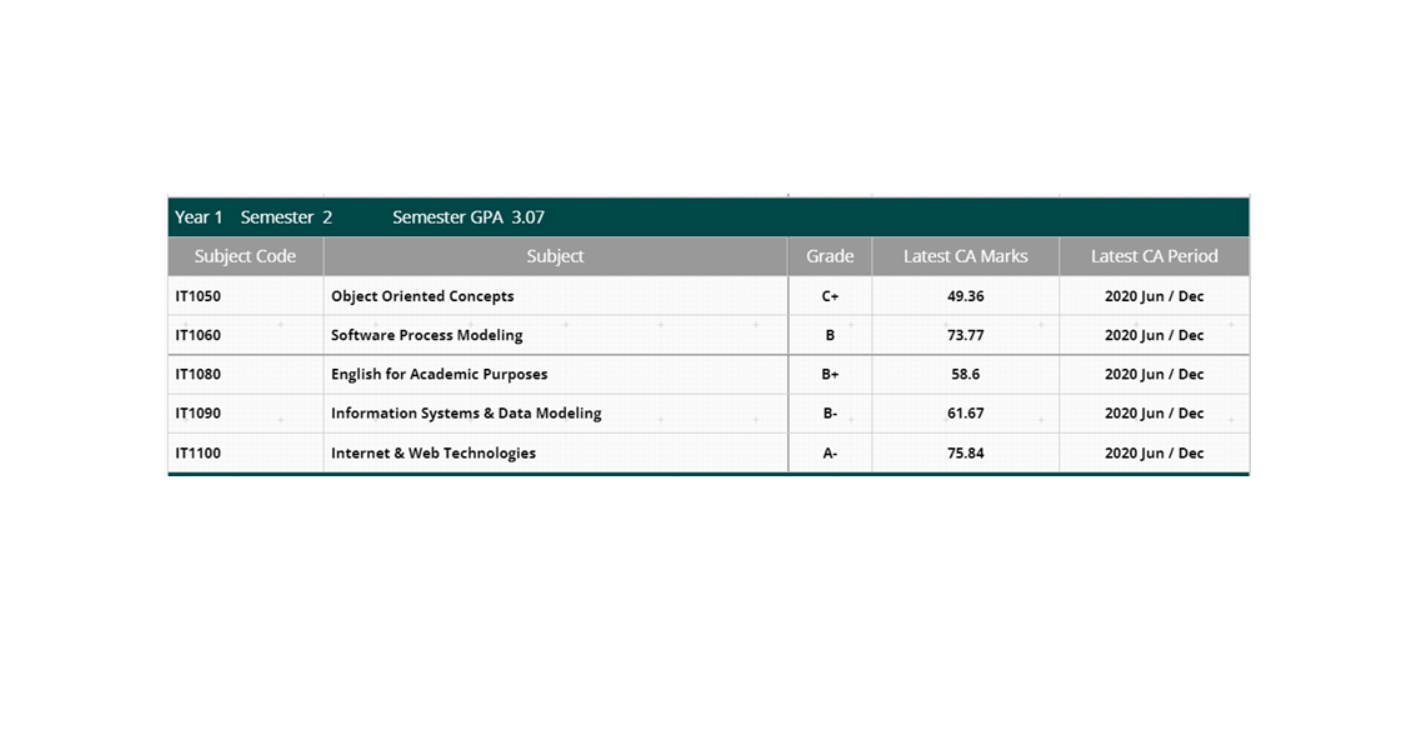 Year 1 Semester 2 Semester GPA 3.07
Subject Code Subject Grade Latest CA Marks Latest CA Period
IT1050 Object Oriented Concepts C+ 49.36 2020 Jun / Dec
IT1060 Software Process Modeling B 73.77 2020 Jun / Dec
IT1080 English for Academic Purposes B+ 58.6 2020 Jun / Dec
IT1090 Information Systems & Data Modeling B- 61.67 2020 Jun / Dec
IT1100 Internet & Web Technologies A- 75.84 2020 Jun / Dec